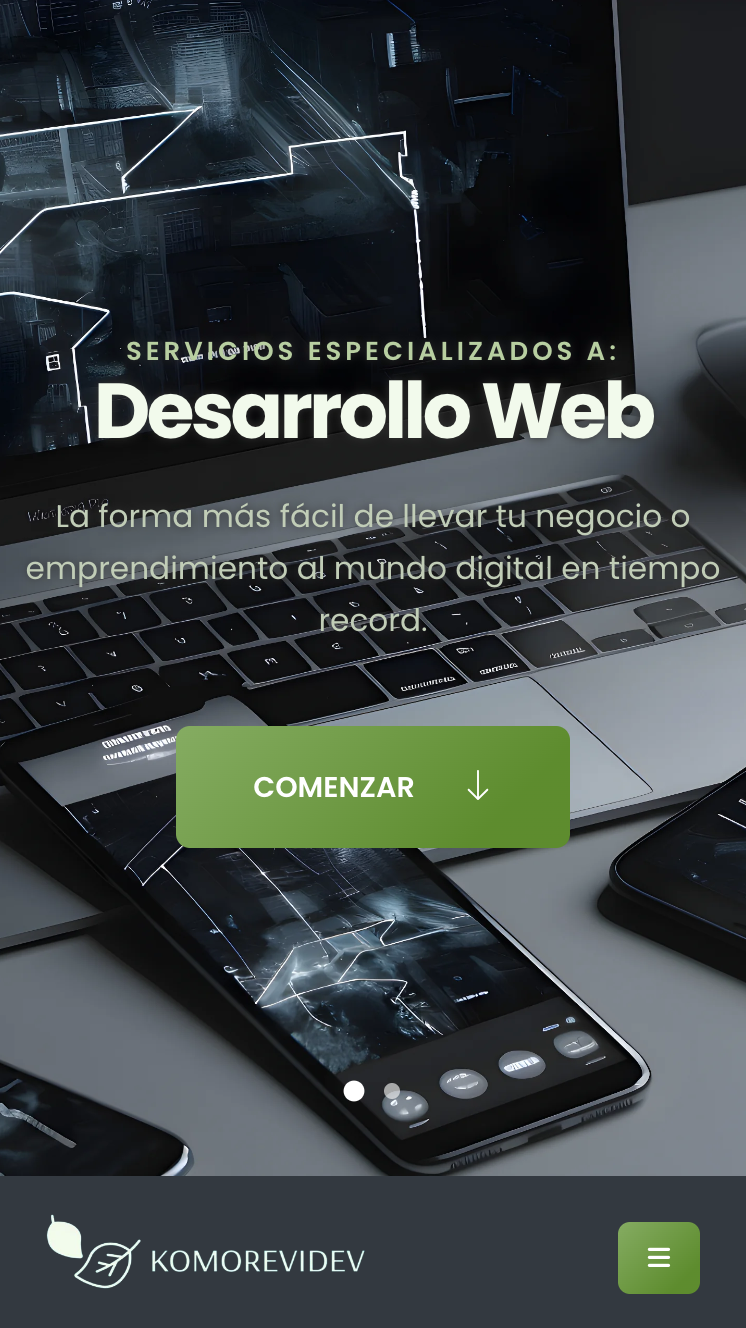 SERVICIOS ESPECIALIZADOS A:
Desarrollo Web
La forma más fácil de llevar tu negocio o
emprendimiento al mundo digital en tiempo
record.
COMENZAR
KOMOREVIDEV